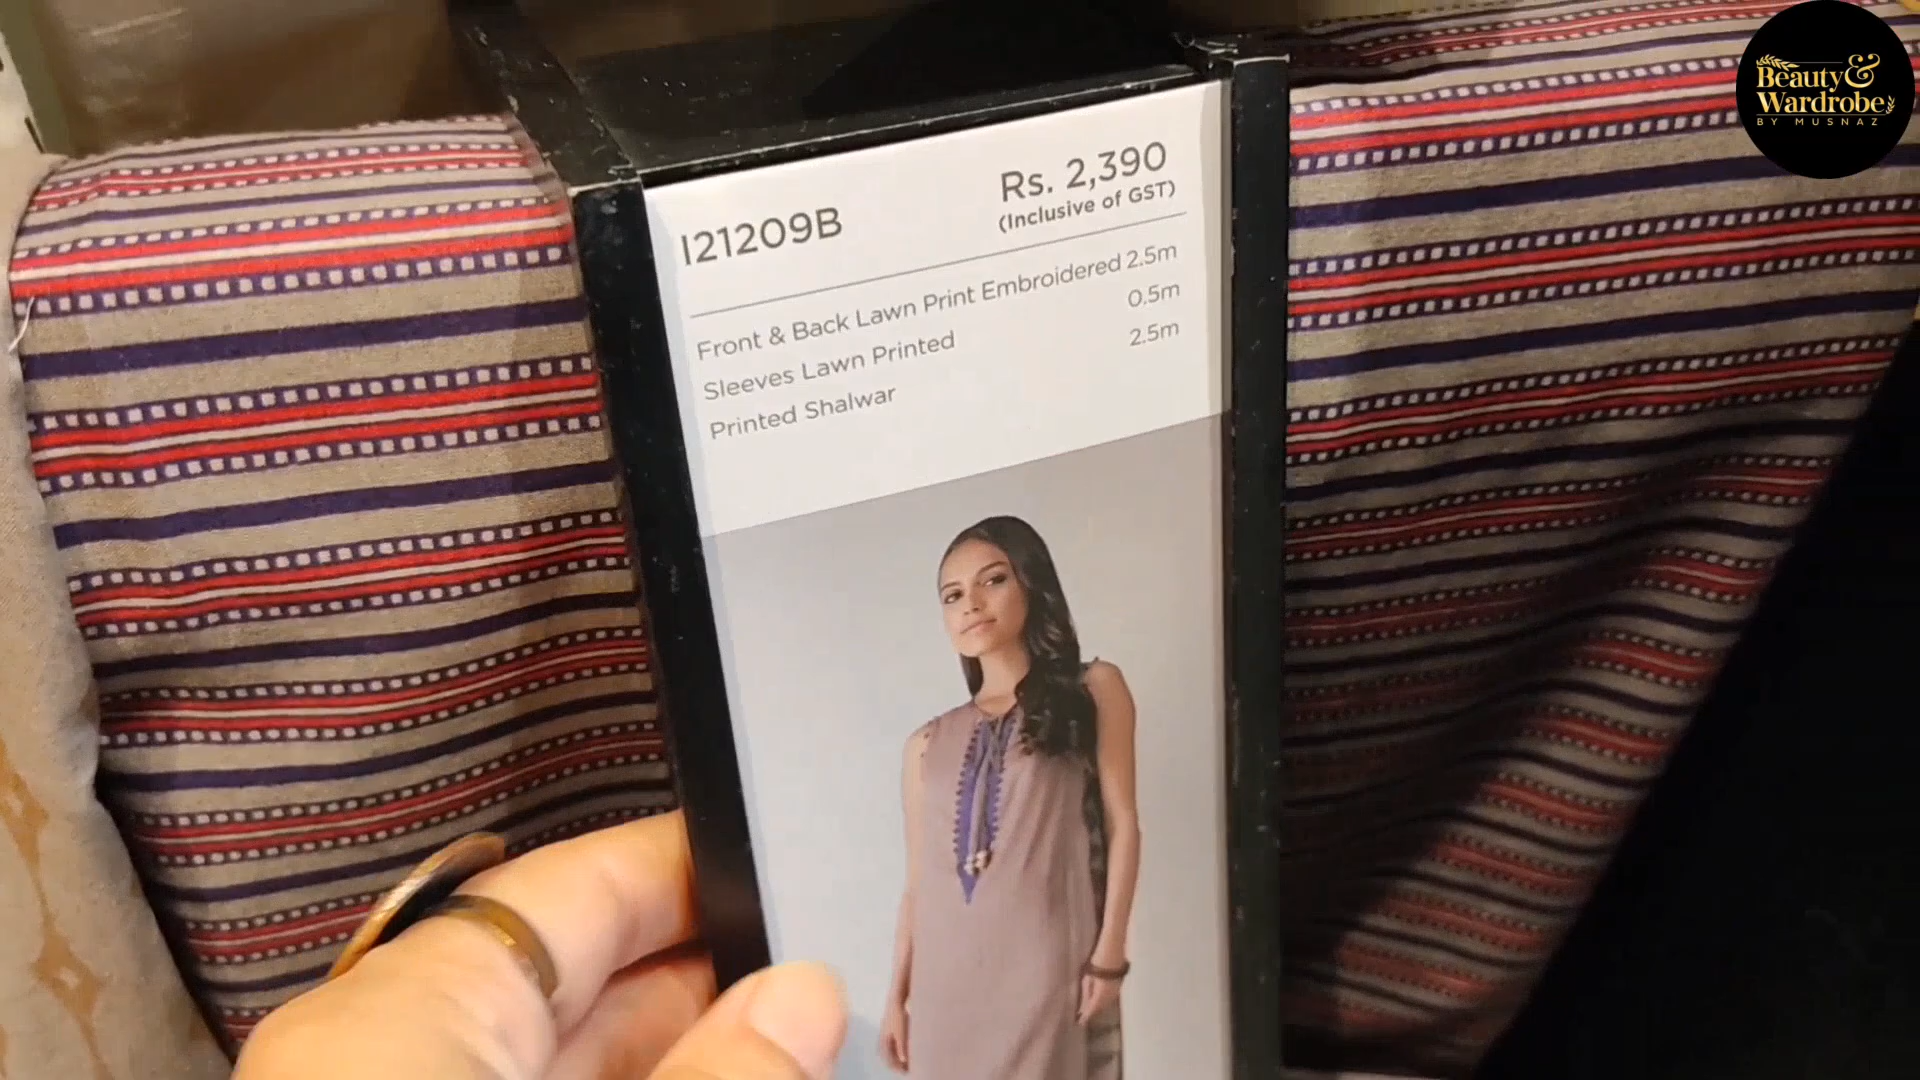 Beauty&
Wardrobe
BY MUSNAZ
I21209B
Rs. 2,390
(Inclusive of GST)
Front & Back Lawn Print Embroidered 2.5m
Sleeves Lawn Printed 0.5m
Printed Shalwar 2.5m